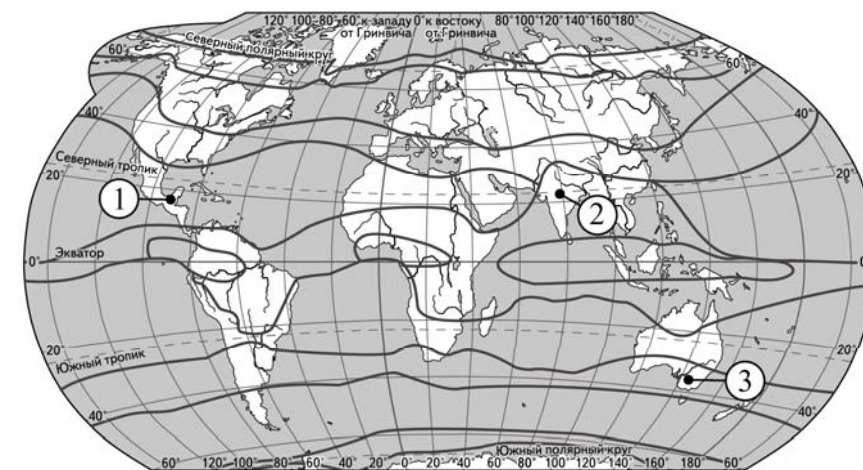 120° 100° 80° 60° к западу 0° к востоку 80° 100° 120° 140° 160° 180°
от Гринвича от Гринвича
Северный полярный круг
60° 60°
40° 40°
Северный тропик
20° 20°
1
2
Экватор
0° 0°
20° 20°
Южный тропик
3
40° 40°
Южный полярный круг
60° 120° 100° 80° 60° 40° 20° 0° 20° 40° 60° 80° 100° 120° 140° 160° 180° 60°